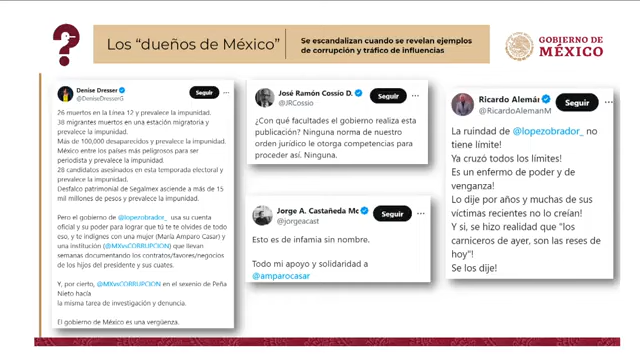 Los “dueños de México”
Se escandalizan cuando se revelan ejemplos
de corrupción y tráfico de influencias
GOBIERNO DE
MÉXICO
Denise Dresser
@DeniseDresserG
Seguir
26 muertos en la Línea 12 y prevalece la impunidad.
38 migrantes muertos en una estación migratoria y
prevalece la impunidad.
Más de 100,000 desaparecidos y prevalece la impunidad.
México entre los países más peligrosos para ser
periodista y prevalece la impunidad.
28 candidatos asesinados en esta temporada electoral y
prevalece la impunidad.
Desfalco patrimonial de Segalmex asciende a más de 15
mil millones de pesos y prevalece la impunidad.
Pero el gobierno de @lopezobrador_ usa su cuenta
oficial y su poder para lograr que tú te te olvides de todo
eso, y te indignes con una mujer (María Amparo Casar) y
una institución (@MXvsCORRUPCION) que llevan
semanas documentando los contratos/favores/negocios
de los hijos del presidente y sus cuates.
Y, por cierto, @MXvsCORRUPCION en el sexenio de Peña
Nieto hacía
la misma tarea de investigación y denuncia.
El gobierno de México es una vergüenza.
José Ramón Cossío D.
@JRCossio
Seguir
¿Con qué facultades el gobierno realiza esta
publicación? Ninguna norma de nuestro
orden jurídico le otorga competencias para
proceder así. Ninguna.
Jorge A. Castañeda Mo
@jorgeacast
Seguir
Esto es de infamia sin nombre.
Todo mi apoyo y solidaridad a
@amparocasar
Ricardo Alemán
@RicardoAlemanM
Seguir
La ruindad de @lopezobrador_ no
tiene límite!
Ya cruzó todos los límites!
Es un enfermo de poder y de
venganza!
Lo dije por años y muchas de sus
víctimas recientes no lo creían!
Y si, se hizo realidad que "los
carniceros de ayer, son las reses de
hoy"!
Se los dije!